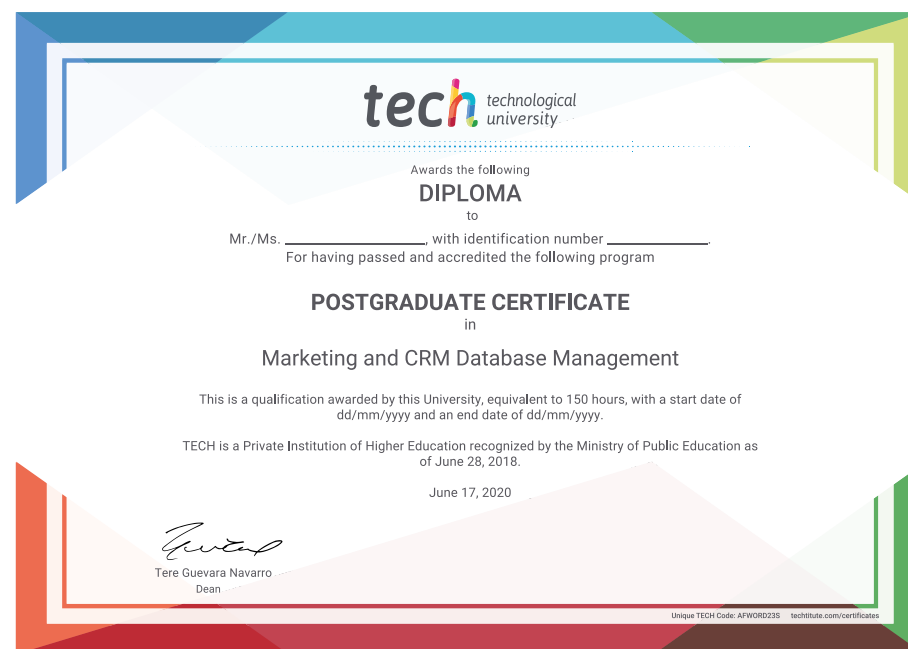 tech technological
university
Awards the following
DIPLOMA
to
Mr./Ms. ________________, with identification number ____________.
For having passed and accredited the following program
POSTGRADUATE CERTIFICATE
in
Marketing and CRM Database Management
This is a qualification awarded by this University, equivalent to 150 hours, with a start date of
dd/mm/yyyy and an end date of dd/mm/yyyy.
TECH is a Private Institution of Higher Education recognized by the Ministry of Public Education as
of June 28, 2018.
June 17, 2020
Tere Guevara Navarro
Dean
Unique TECH Code: AFWORD23S techtitute.com/certificates